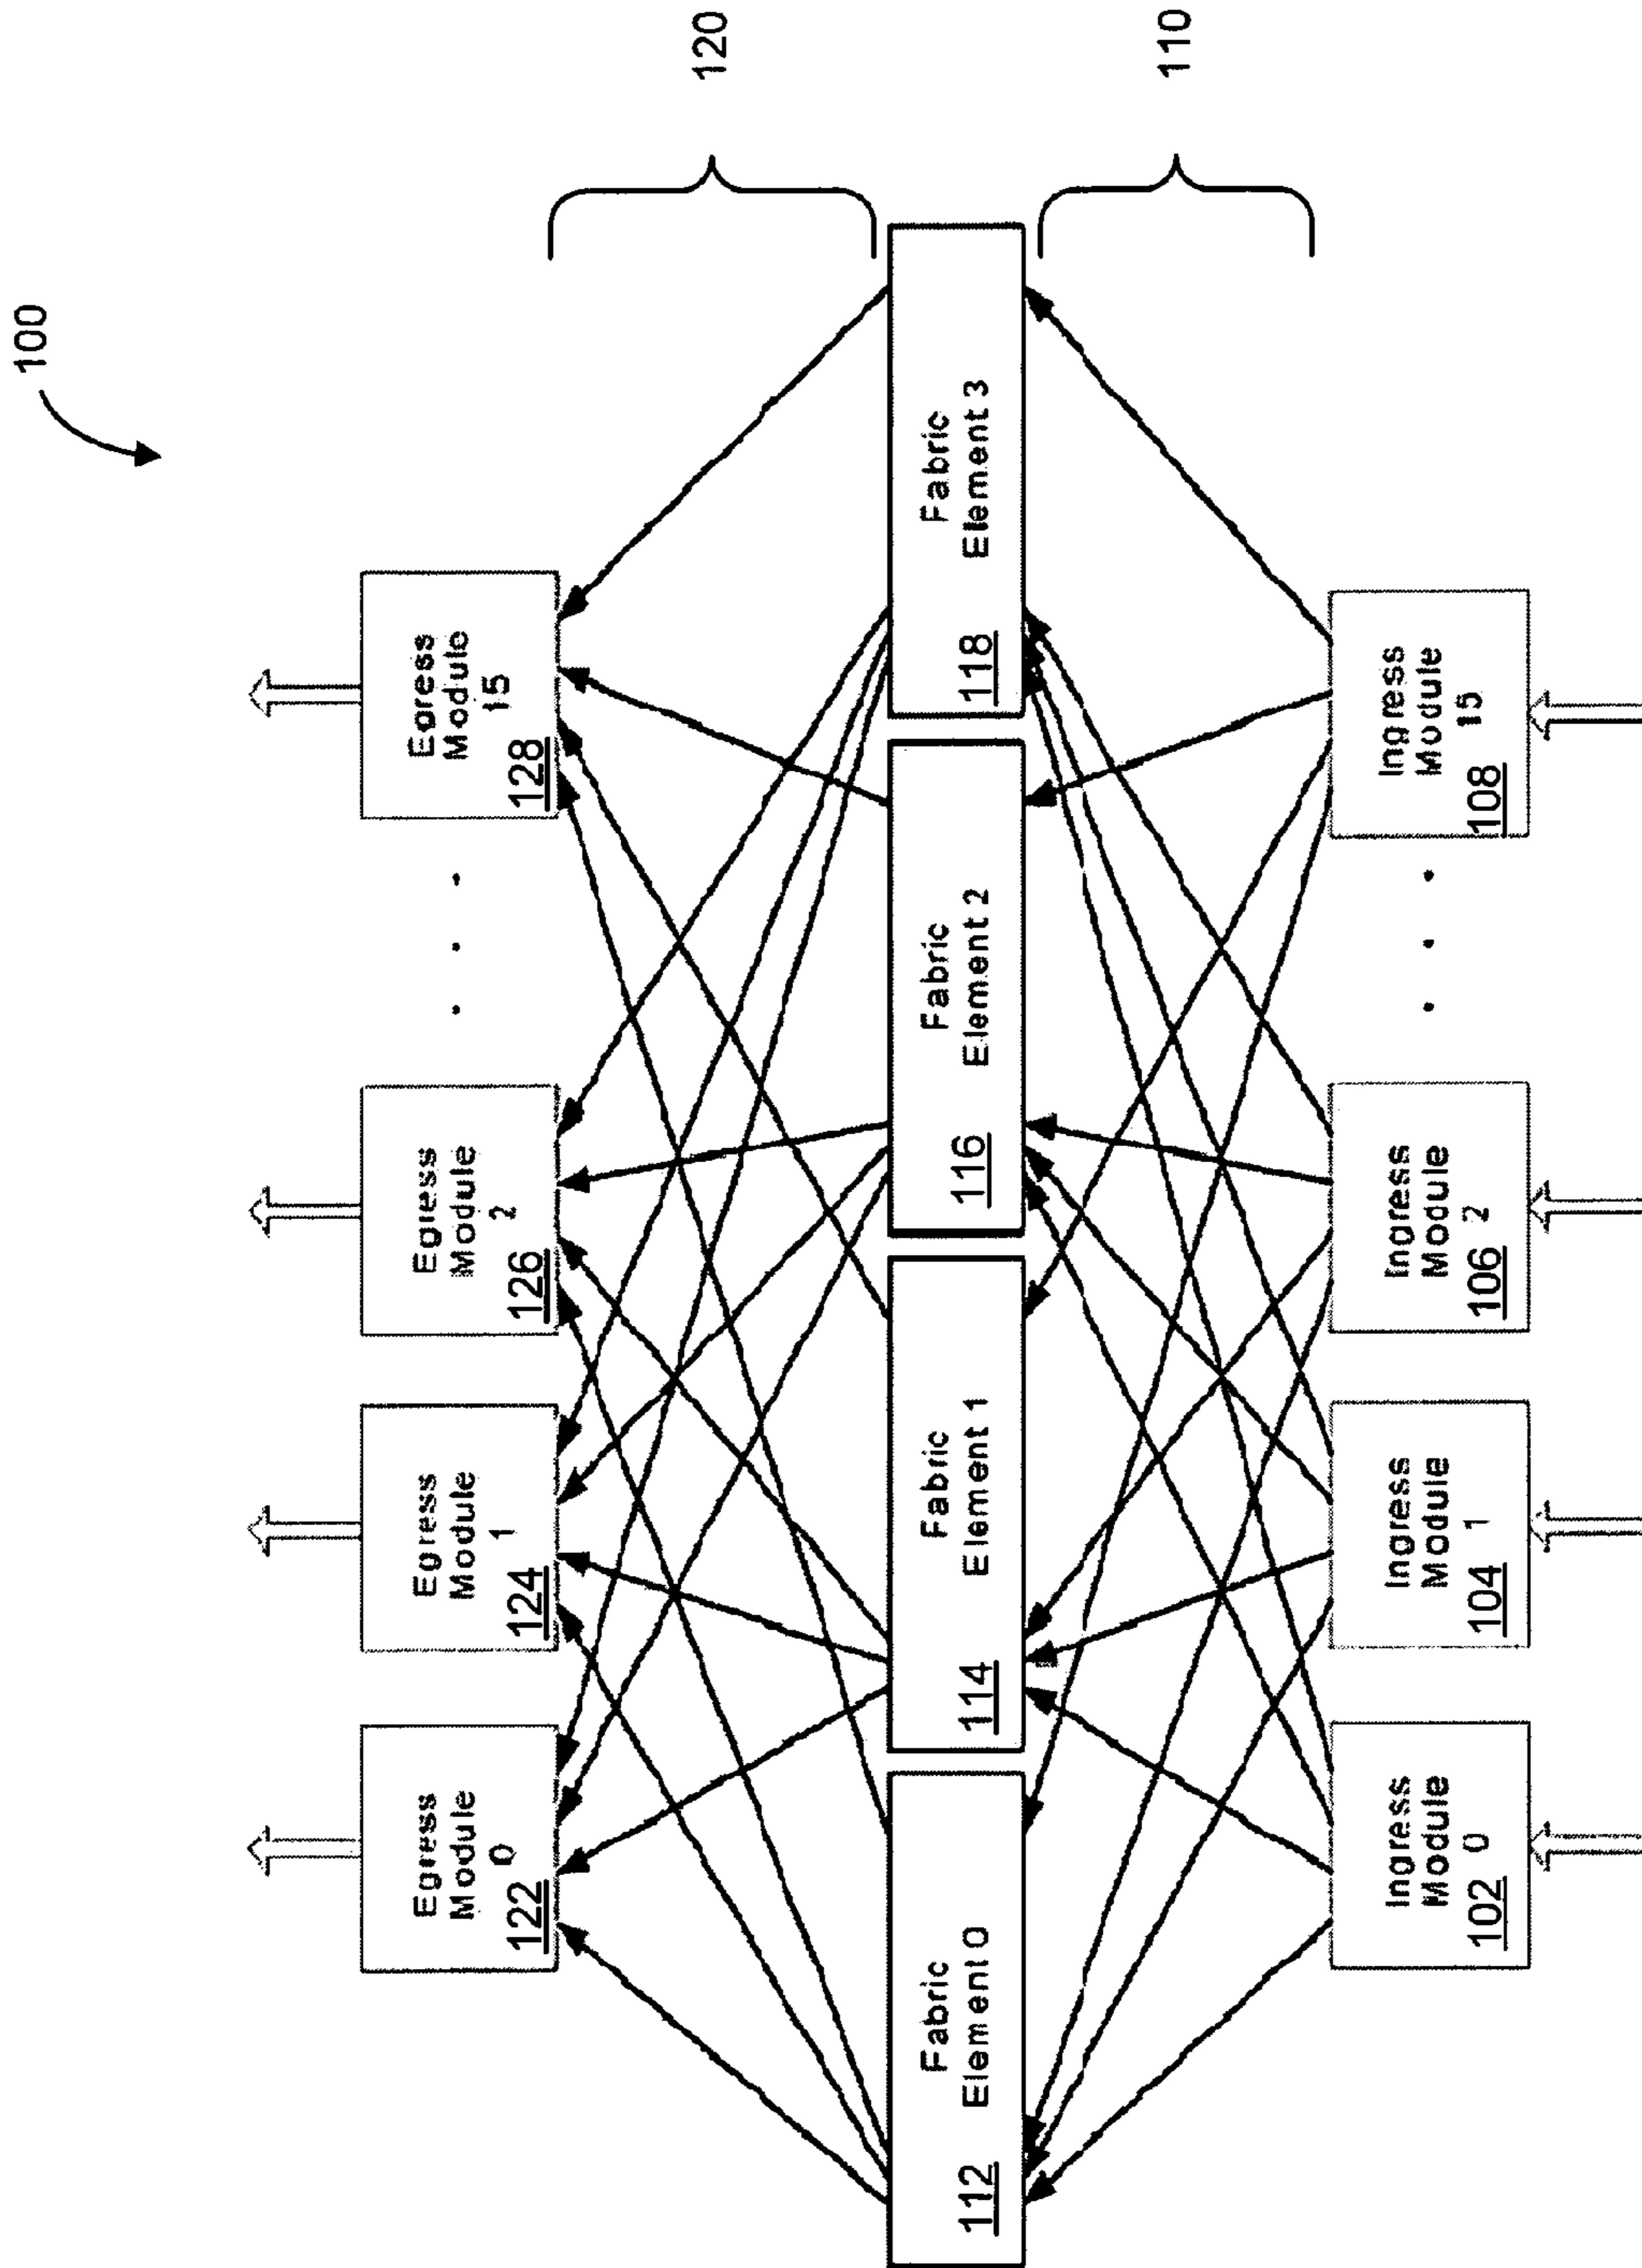 100
120
110
Egress
Module
0
122
Egress
Module
1
124
Egress
Module
2
126
. . .
Egress
Module
15
128
Fabric
Element 0
112
Fabric
Element 1
114
Fabric
Element 2
116
Fabric
Element 3
118
Ingress
Module
0
102
Ingress
Module
1
104
Ingress
Module
2
106
. . .
Ingress
Module
15
108